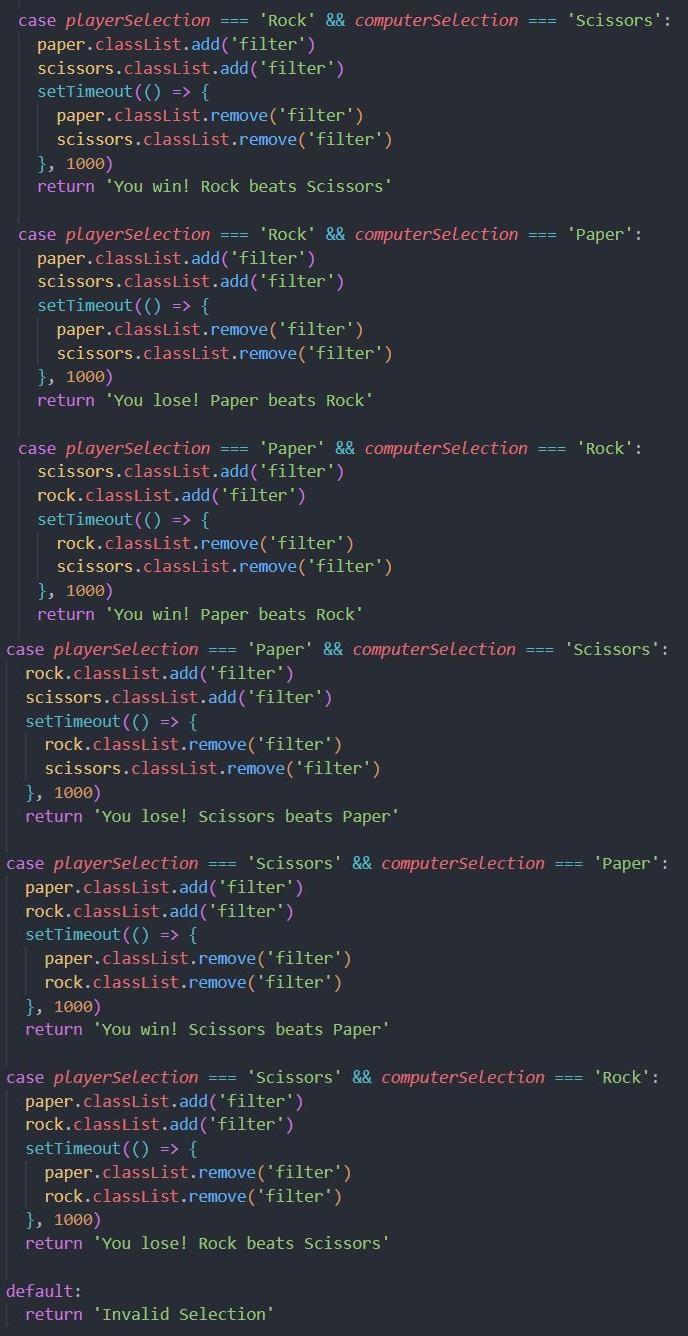 case playerSelection === 'Rock' && computerSelection === 'Scissors':
paper.classList.add('filter')
scissors.classList.add('filter')
setTimeout(() => {
paper.classList.remove('filter')
scissors.classList.remove('filter')
}, 1000)
return 'You win! Rock beats Scissors'
case playerSelection === 'Rock' && computerSelection === 'Paper':
paper.classList.add('filter')
scissors.classList.add('filter')
setTimeout(() => {
paper.classList.remove('filter')
scissors.classList.remove('filter')
}, 1000)
return 'You lose! Paper beats Rock'
case playerSelection === 'Paper' && computerSelection === 'Rock':
scissors.classList.add('filter')
rock.classList.add('filter')
setTimeout(() => {
rock.classList.remove('filter')
scissors.classList.remove('filter')
}, 1000)
return 'You win! Paper beats Rock'
case playerSelection === 'Paper' && computerSelection === 'Scissors':
rock.classList.add('filter')
scissors.classList.add('filter')
setTimeout(() => {
rock.classList.remove('filter')
scissors.classList.remove('filter')
}, 1000)
return 'You lose! Scissors beats Paper'
case playerSelection === 'Scissors' && computerSelection === 'Paper':
paper.classList.add('filter')
rock.classList.add('filter')
setTimeout(() => {
paper.classList.remove('filter')
rock.classList.remove('filter')
}, 1000)
return 'You win! Scissors beats Paper'
case playerSelection === 'Scissors' && computerSelection === 'Rock':
paper.classList.add('filter')
rock.classList.add('filter')
setTimeout(() => {
paper.classList.remove('filter')
rock.classList.remove('filter')
}, 1000)
return 'You lose! Rock beats Scissors'
default:
return 'Invalid Selection'